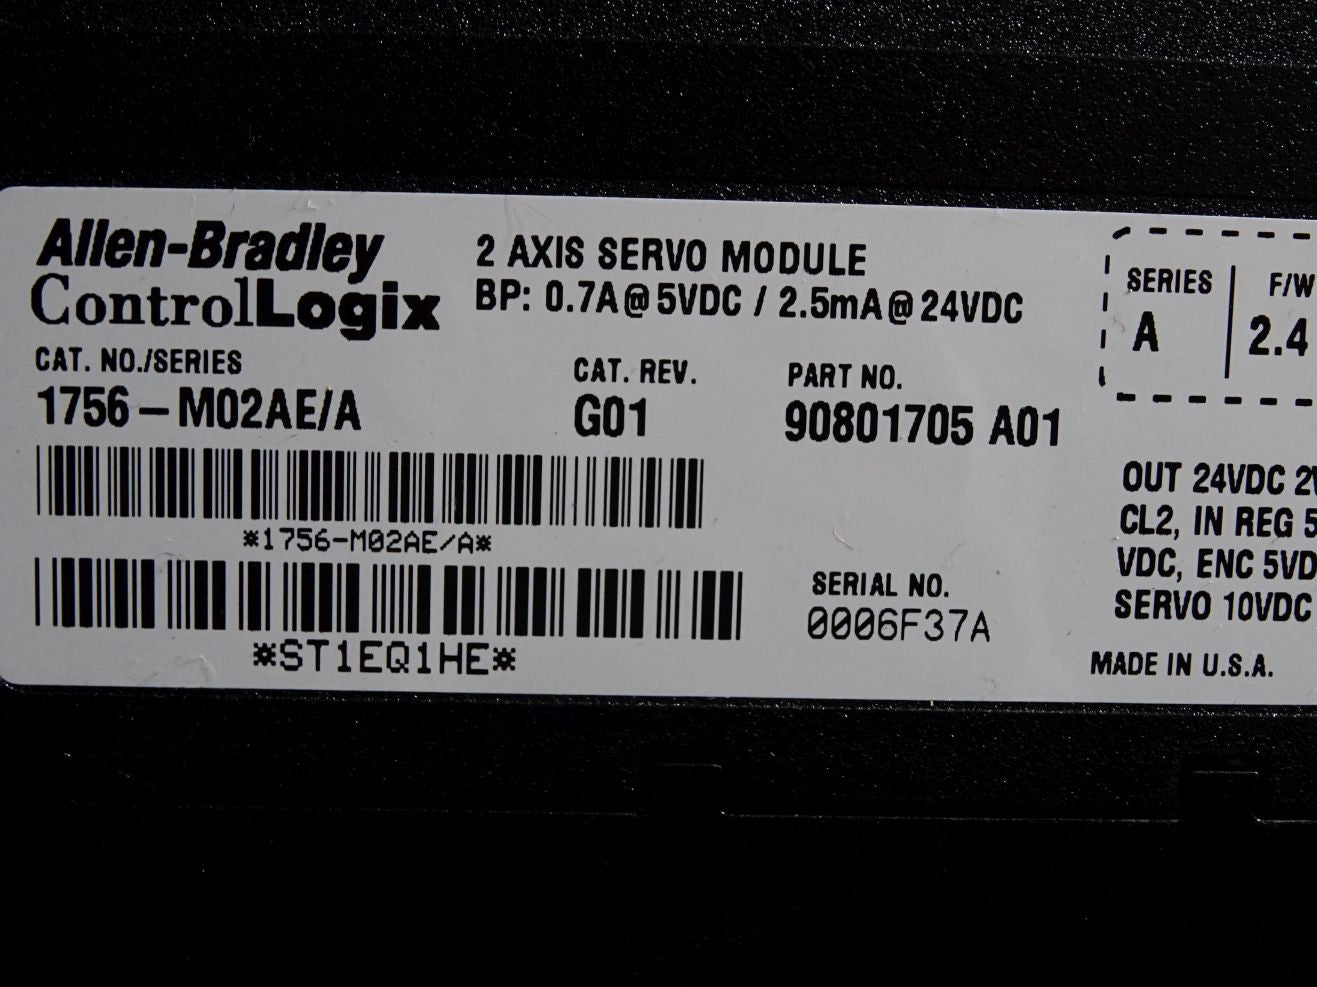 Allen-Bradley
ControlLogix
2 AXIS SERVO MODULE
BP: 0.7A@5VDC / 2.5mA@24VDC
CAT. NO./SERIES
1756-M02AE/A
CAT. REV.
G01
PART NO.
90801705 A01
SERIES
A
F/W
2.4
*1756-M02AE/A*
*ST1EQ1HE*
SERIAL NO.
0006F37A
OUT 24VDC
CL2, IN REG 5
VDC, ENC 5VD
SERVO 10VDC
MADE IN U.S.A.